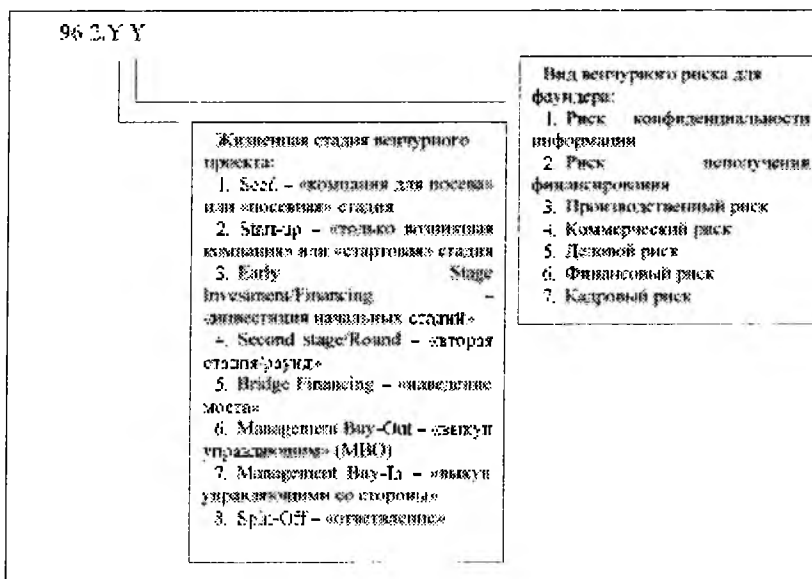 96 2.Y Y
Вид венчурного риска для
фаундера:
1. Риск конфиденциальности
информации
2. Риск неполучения
финансирования
3. Производственный риск
4. Коммерческий риск
5. Деловой риск
6. Финансовый риск
7. Кадровый риск
Жизненная стадия венчурного
проекта:
1. Seed – «компания для посева»
или «посевная» стадия
2. Start-up – «только возникшая
компания» или «стартовая» стадия
3. Early Stage
Investment/Financing –
«инвестиция начальных стадий»
4. Second stage/Round – «вторая
стадия/раунд»
5. Bridge Financing – «наведение
моста»
6. Management Buy-Out – «выкуп
управляющим» (MBO)
7. Management Buy-In – «выкуп
управляющими со стороны»
8. Spin-Off – «ответвление»